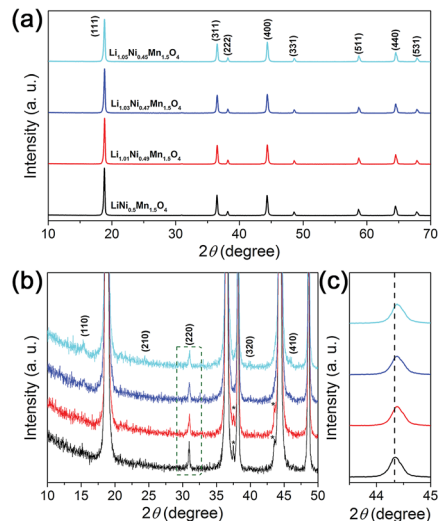 (a)
(111)
(311)
(222)
(400)
(331)
(511)
(440)
(531)
Li₁.₀₅Ni₀.₄₅Mn₁.₅O₄
Li₁.₀₃Ni₀.₄₇Mn₁.₅O₄
Li₁.₀₁Ni₀.₄₉Mn₁.₅O₄
LiNi₀.₅Mn₁.₅O₄
Intensity (a. u.)
10 20 30 40 50 60 70
2θ (degree)
(b)
(110)
(210)
(220)
(320)
(410)
* *
* *
Intensity (a. u.)
10 15 20 25 30 35 40 45 50
2θ (degree)
(c)
Intensity (a. u.)
44 45
2θ (degree)